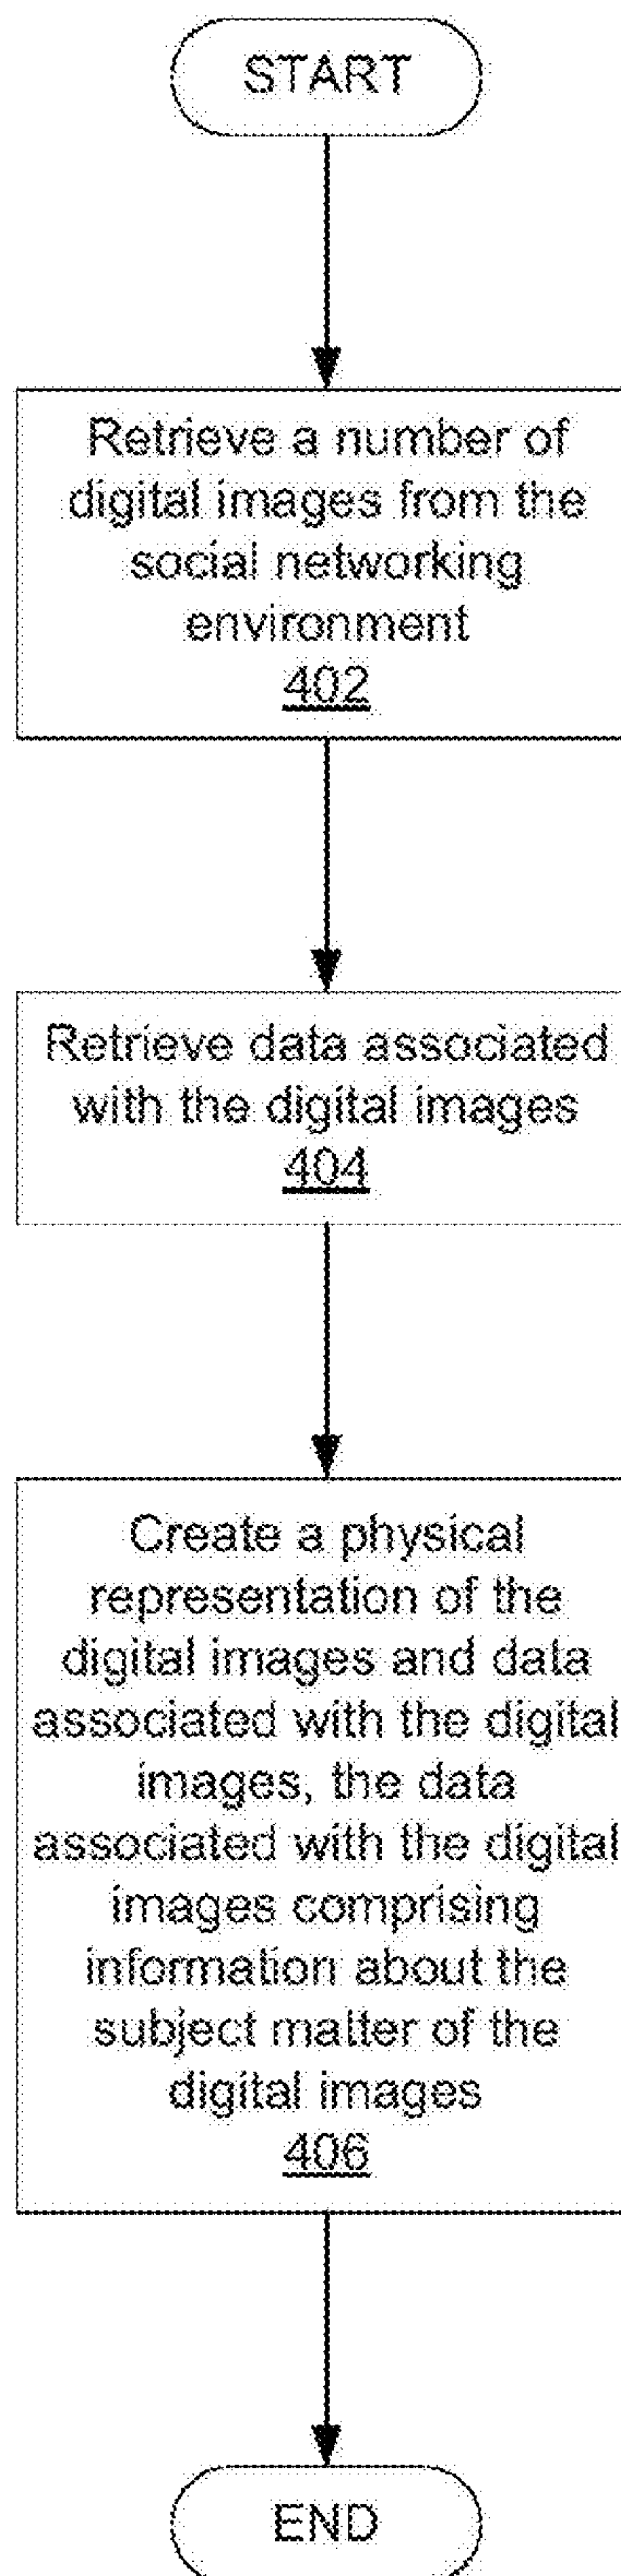 START
Retrieve a number of
digital images from the
social networking
environment
402
Retrieve data associated
with the digital images
404
Create a physical
representation of the
digital images and data
associated with the digital
images, the data
associated with the digital
images comprising
information about the
subject matter of the
digital images
406
END